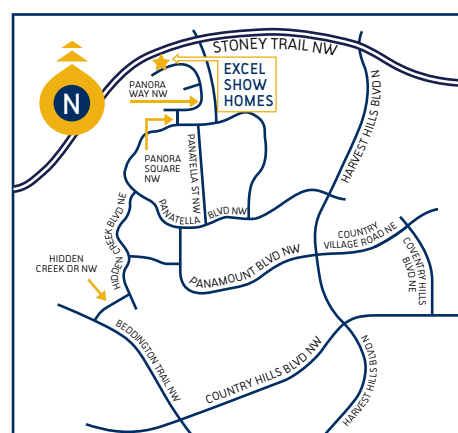 STONEY TRAIL NW
N
PANORA
WAY NW
EXCEL
SHOW
HOMES
HARVEST HILLS BLVD N
PANORA
SQUARE
NW
PANATELLA ST NW
PANATELLA BLVD NW
HIDDEN CREEK BLVD NE
COUNTRY
VILLAGE ROAD NE
COVENTRY HILLS
BLVD NE
HIDDEN
CREEK DR NW
PANAMOUNT BLVD NW
BEDDINGTON TRAIL NW
COUNTRY HILLS BLVD NW
HARVEST HILLS BLVD N